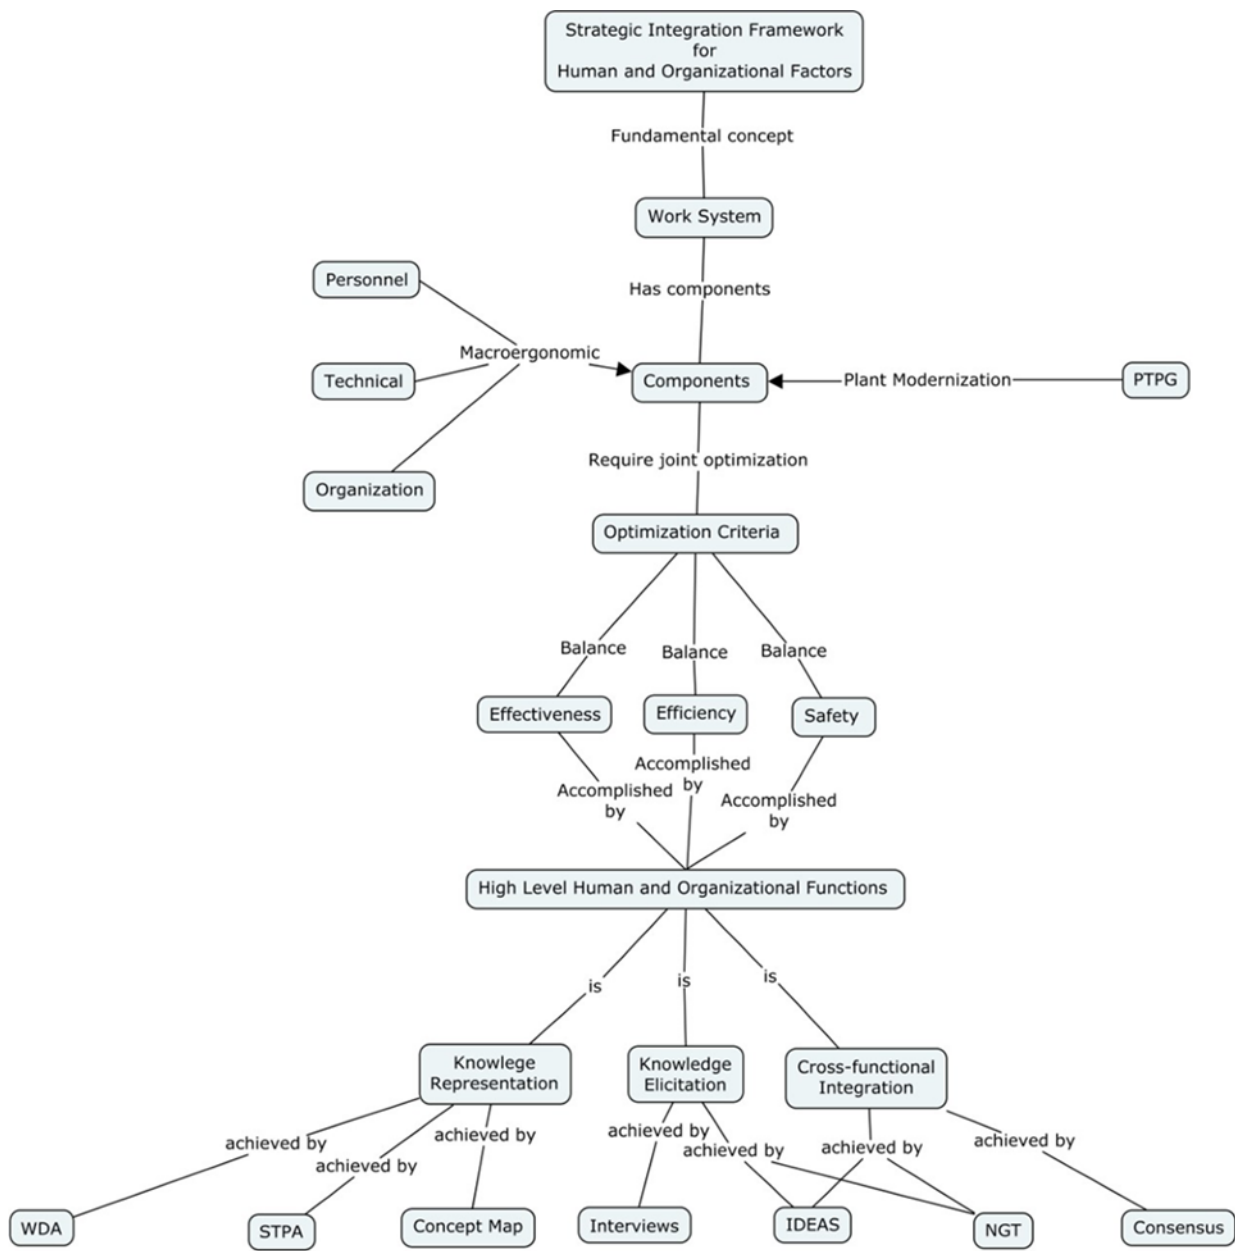 Strategic Integration Framework
for
Human and Organizational Factors
Fundamental concept
Work System
Has components
Personnel
Macroergonomic
Technical
Components
Plant Modernization
PTPG
Organization
Require joint optimization
Optimization Criteria
Balance
Balance
Balance
Effectiveness
Efficiency
Safety
Accomplished
by
Accomplished
by
Accomplished
by
High Level Human and Organizational Functions
is
is
is
Knowlege
Representation
Knowledge
Elicitation
Cross-functional
Integration
achieved by
achieved by
achieved by
achieved by
achieved by
achieved by
achieved by
WDA
STPA
Concept Map
Interviews
IDEAS
NGT
Consensus